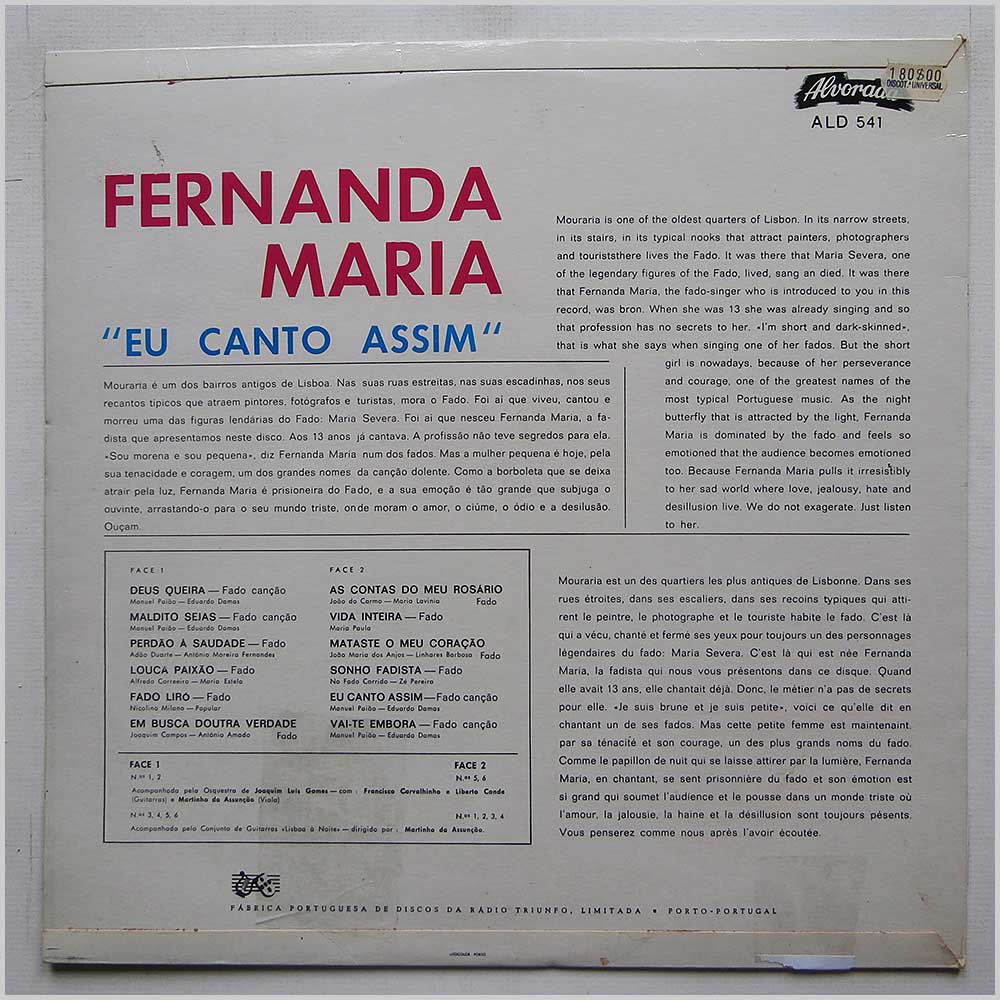 180$00
DISCOT.ª UNIVERSAL
Alvorada
ALD 541
FERNANDA
MARIA
"EU CANTO ASSIM"
Mouraria é um dos bairros antigos de Lisboa. Nas suas ruas estreitas, nas suas escadinhas, nos seus
recantos típicos que atraem pintores, fotógrafos e turistas, mora o Fado. Foi aí que viveu, cantou e
morreu uma das figuras lendárias do Fado: Maria Severa. Foi aí que nesceu Fernanda Maria, a fa-
dista que apresentamos neste disco. Aos 13 anos já cantava. A profissão não teve segredos para ela.
«Sou morena e sou pequena», diz Fernanda Maria num dos fados. Mas a mulher pequena é hoje, pela
sua tenacidade e coragem, um dos grandes nomes da canção dolente. Como a borboleta que se deixa
atrair pela luz, Fernanda Maria é prisioneira do Fado, e a sua emoção é tão grande que subjuga o
ouvinte, arrastando-o para o seu mundo triste, onde moram o amor, o ciúme, o ódio e a desilusão.
Ouçam.
Mouraria is one of the oldest quarters of Lisbon. In its narrow streets,
in its stairs, in its typical nooks that attract painters, photographers
and touriststhere lives the Fado. It was there that Maria Severa, one
of the legendary figures of the Fado, lived, sang an died. It was there
that Fernanda Maria, the fado-singer who is introduced to you in this
record, was bron. When she was 13 she was already singing and so
that profession has no secrets to her. «I'm short and dark-skinned»,
that is what she says when singing one of her fados. But the short
girl is nowadays, because of her perseverance
and courage, one of the greatest names of the
most typical Portuguese music. As the night
butterfly that is attracted by the light, Fernanda
Maria is dominated by the fado and feels so
emotioned that the audience becomes emotioned
too. Because Fernanda Maria pulls it irresistibly
to her sad world where love, jealousy, hate and
desillusion live. We do not exagerate. Just listen
to her.
FACE 1
DEUS QUEIRA — Fado canção
Manuel Paião — Eduardo Damas
MALDITO SEJAS — Fado canção
Manuel Paião — Eduardo Damas
PERDÃO À SAUDADE — Fado
Adão Duarte — António Moreira Fernandes
LOUCA PAIXÃO — Fado
Alfredo Correeiro — Maria Estela
FADO LIRÓ — Fado
Nicolino Milano — Popular
EM BUSCA DOUTRA VERDADE
Joaquim Campos — António Amado Fado
FACE 2
AS CONTAS DO MEU ROSÁRIO
João do Carmo — Maria Lavinia Fado
VIDA INTEIRA — Fado
Maria Paula
MATASTE O MEU CORAÇÃO
João Maria dos Anjos — Linhares Barbosa Fado
SONHO FADISTA — Fado
No Fado Corrido — Zé Pereira
EU CANTO ASSIM — Fado canção
Manuel Paião — Eduardo Damas
VAI-TE EMBORA — Fado canção
Manuel Paião — Eduardo Damas
FACE 1 FACE 2
N.os 1, 2 N.os 5, 6
Acompanhada pela Orquestra de Joaquim Luís Gomes — com: Francisco Carvalhinho e Liberto Conde
(Guitarras) e Martinho da Assunção (Viola)
N.os 3, 4, 5, 6 N.os 1, 2, 3, 4
Acompanhada pelo Conjunto de Guitarras «Lisboa à Noite» — dirigido por: Martinho da Assunção.
Mouraria est un des quartiers les plus antiques de Lisbonne. Dans ses
rues étroites, dans ses escaliers, dans ses recoins typiques qui atti-
rent le peintre, le photographe et le touriste habite le fado. C'est là
qui a vécu, chanté et fermé ses yeux pour toujours un des personnages
légendaires du fado: Maria Severa. C'est là qui est née Fernanda
Maria, la fadista qui nous vous présentons dans ce disque. Quand
elle avait 13 ans, elle chantait déjà. Donc, le métier n'a pas de secrets
pour elle. «Je suis brune et je suis petite», voici ce qu'elle dit en
chantant un de ses fados. Mas cette petite femme est maintenaint,
par sa ténacité et son courage, un des plus grands noms du fado.
Comme le papillon de nuit qui se laisse attirer par la lumière, Fernanda
Maria, en chantant, se sent prisonnière du fado et son émotion est
si grand qui soumet l'audience et le pousse dans un monde triste où
l'amour, la jalousie, la haine et la désillusion sont toujours pésents.
Vous penserez comme nous après l'avoir écoutée.
FÁBRICA PORTUGUESA DE DISCOS DA RÁDIO TRIUNFO, LIMITADA • PORTO-PORTUGAL